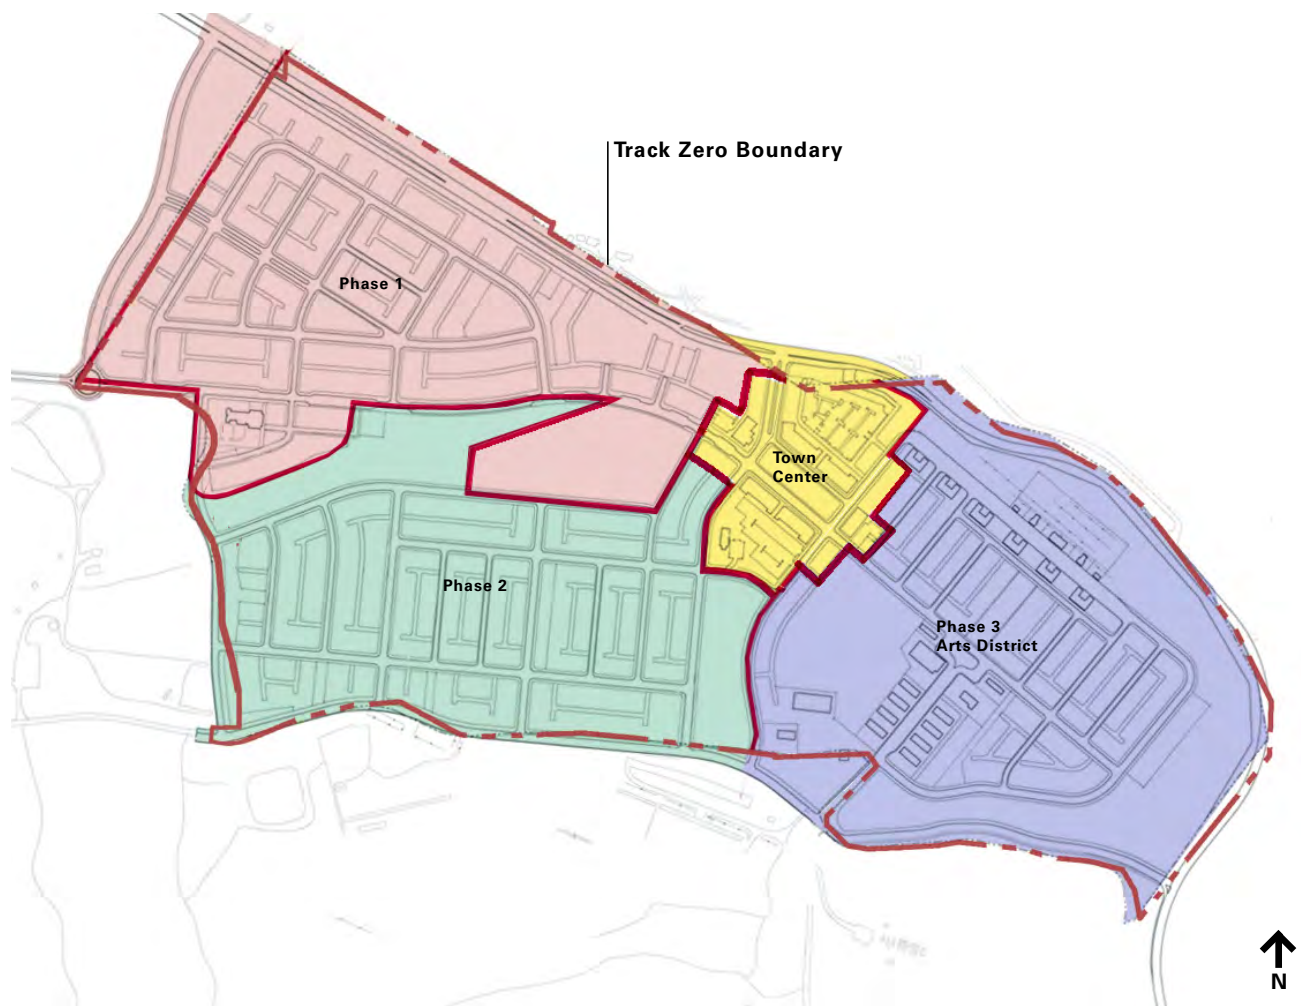 Track Zero Boundary
Phase 1
Town
Center
Phase 2
Phase 3
Arts District
N